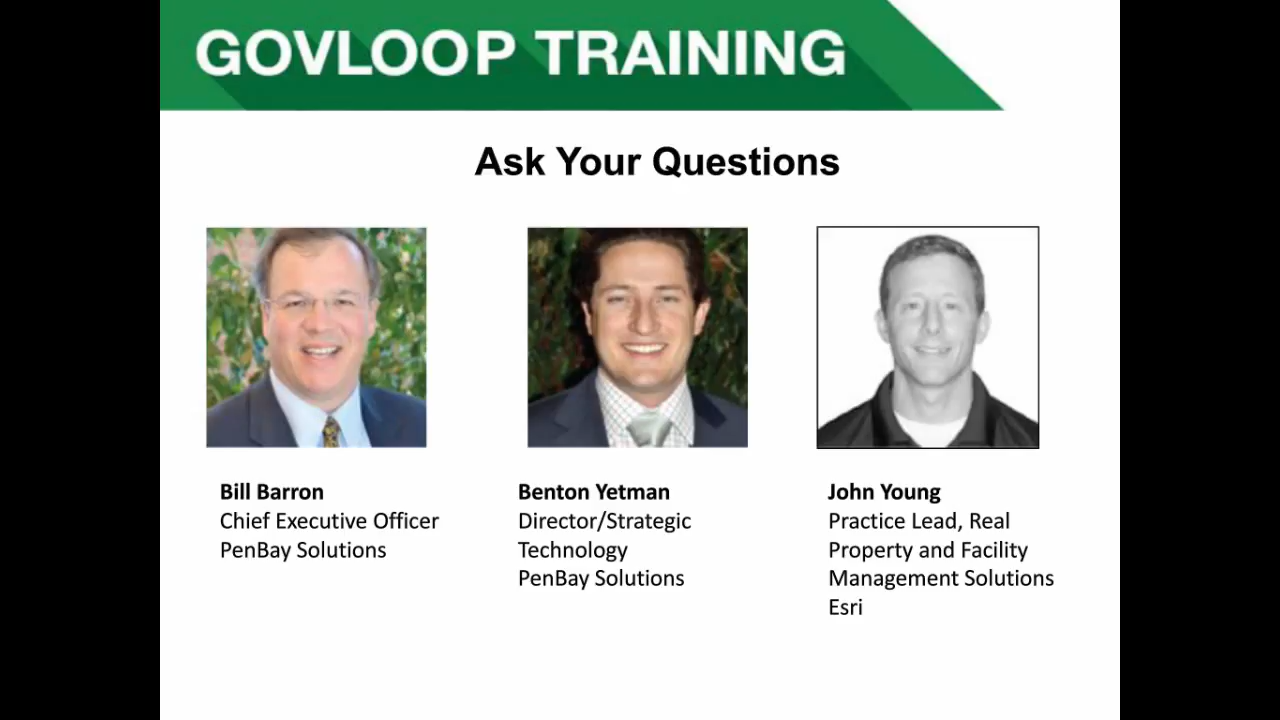 GOVLOOP TRAINING
Ask Your Questions
Bill Barron
Chief Executive Officer
PenBay Solutions
Benton Yetman
Director/Strategic
Technology
PenBay Solutions
John Young
Practice Lead, Real
Property and Facility
Management Solutions
Esri